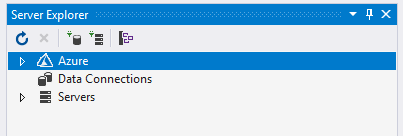 Server Explorer
Azure
Data Connections
Servers